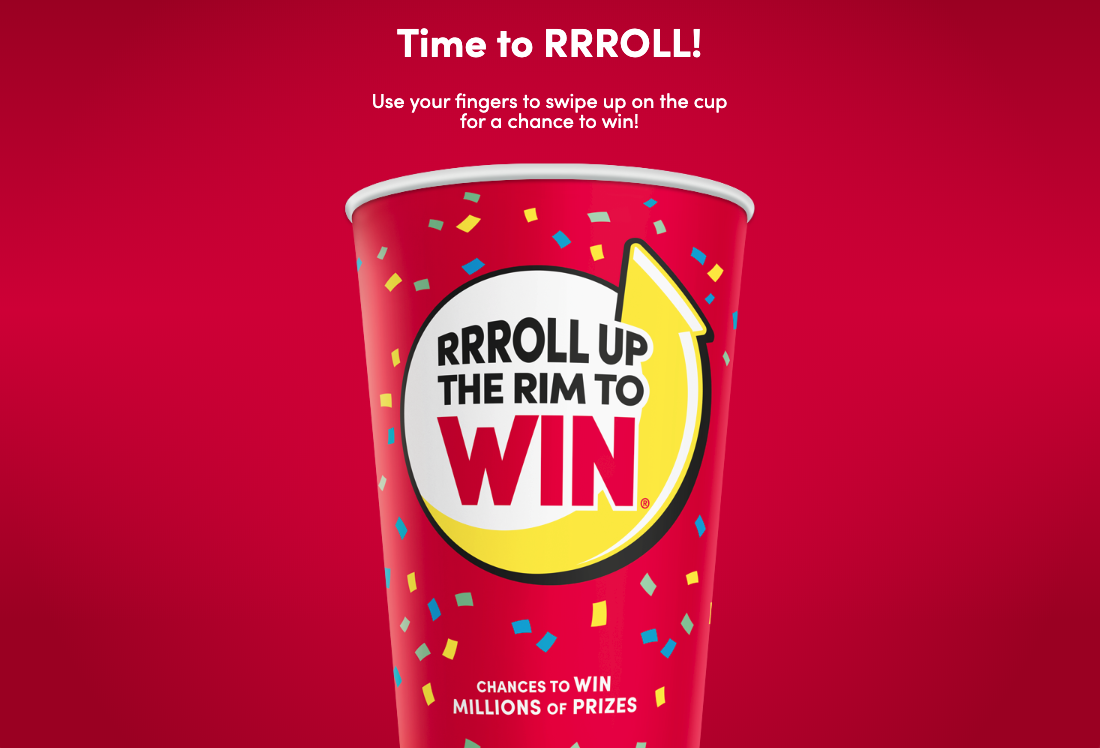 Time to RRROLL!
Use your fingers to swipe up on the cup
for a chance to win!
RRROLL UP
THE RIM TO
WIN®
CHANCES TO WIN
MILLIONS OF PRIZES